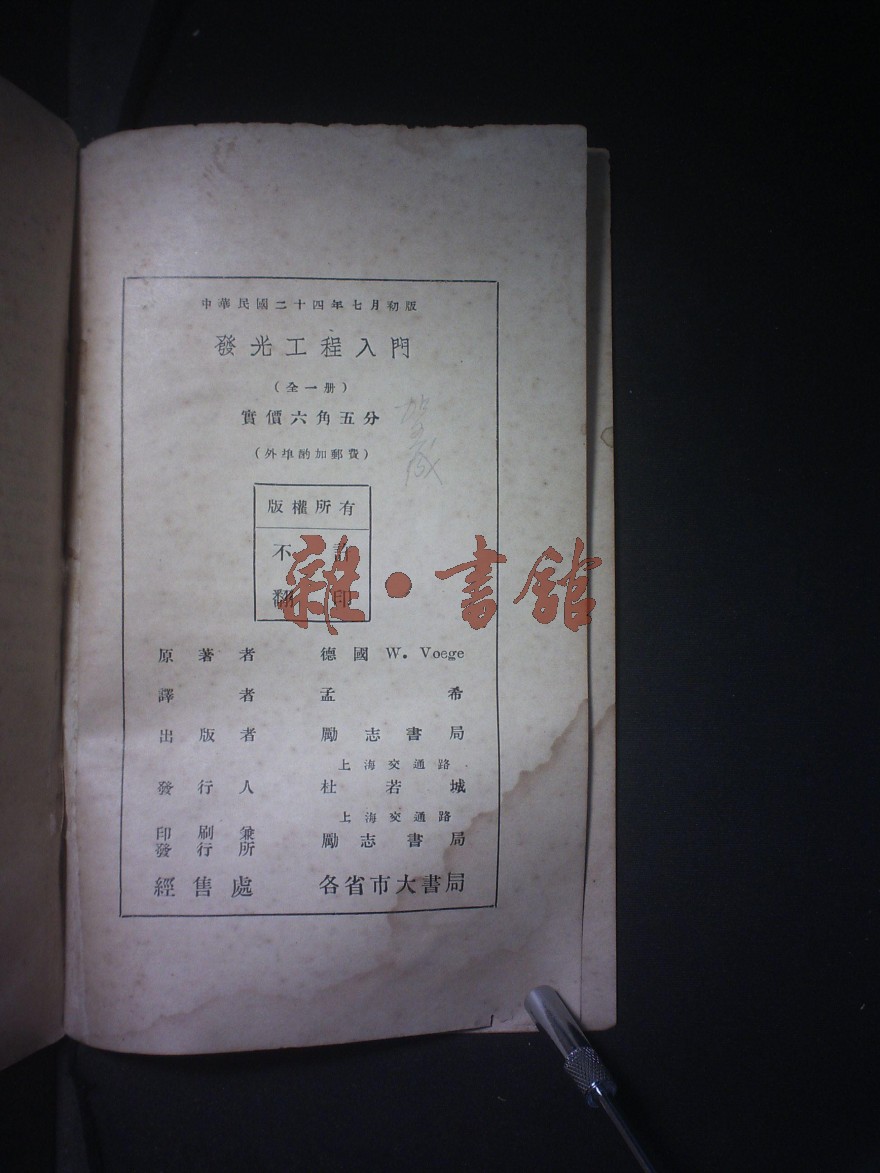 中華民國二十四年七月初版
發光工程入門
（全一册）
實價六角五分
（外埠酌加郵費）
版權所有
不許
翻印
雜·書館
原著者 德國 W. Voege
譯者 孟希
出版者 勵志書局
上海交通路
發行人 杜若城
上海交通路
印刷兼
發行所 勵志書局
經售處 各省市大書局